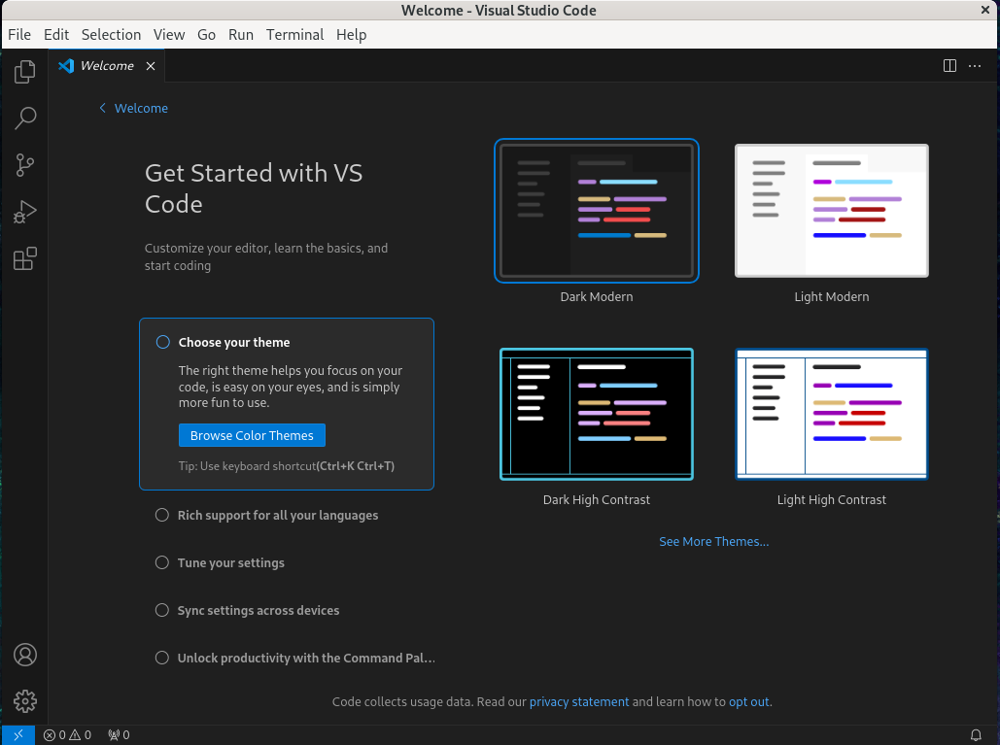 Welcome - Visual Studio Code
File Edit Selection View Go Run Terminal Help
Welcome
Welcome
Get Started with VS
Code
Customize your editor, learn the basics, and
start coding
Choose your theme
The right theme helps you focus on your
code, is easy on your eyes, and is simply
more fun to use.
Browse Color Themes
Tip: Use keyboard shortcut(Ctrl+K Ctrl+T)
Rich support for all your languages
Tune your settings
Sync settings across devices
Unlock productivity with the Command Pal...
Dark Modern
Light Modern
Dark High Contrast
Light High Contrast
See More Themes...
Code collects usage data. Read our privacy statement and learn how to opt out.
0 0 0